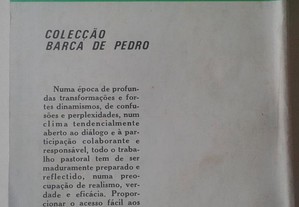 COLECÇÃO
BARCA DE PEDRO
Numa época de profun-
das transformações e for-
tes dinamismos, de confu-
sões e perplexidades, num
clima tendencialmente
aberto ao diálogo e à par-
ticipação colaborante e
responsável, todo o traba-
lho pastoral tem de ser
maduramente preparado e
reflectido, numa preo-
cupação de realismo, ver-
dade e eficácia. Propor-
cionar o acesso fácil aos